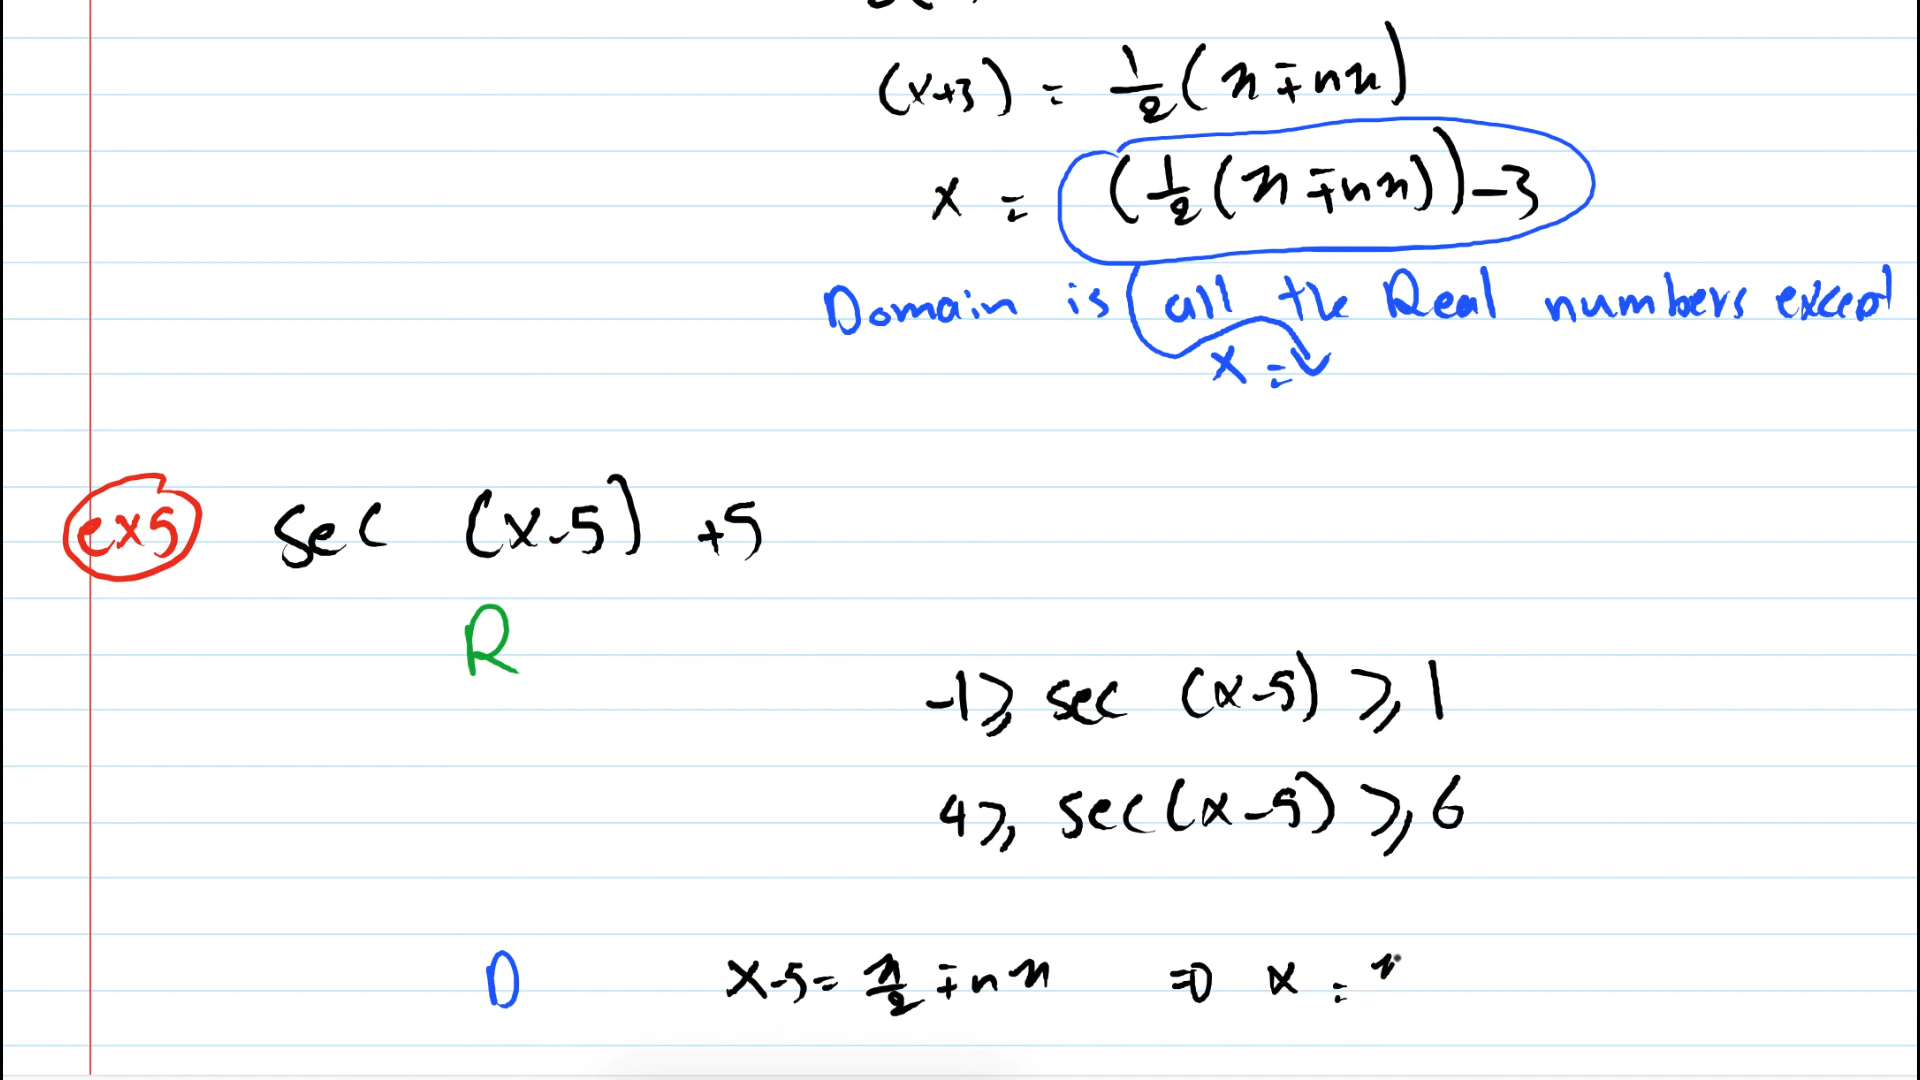 (x+3) = 1/2 (π ∓ nπ)
x = (1/2 (π ∓ nπ)) - 3
Domain is all the Real numbers except
x =
ex5 sec (x-5) + 5
R
-1 ⩾ sec (x-5) ⩾ 1
4 ⩾ sec(x-5) ⩾ 6
D x-5 = π/2 ∓ nπ ⇒ x =